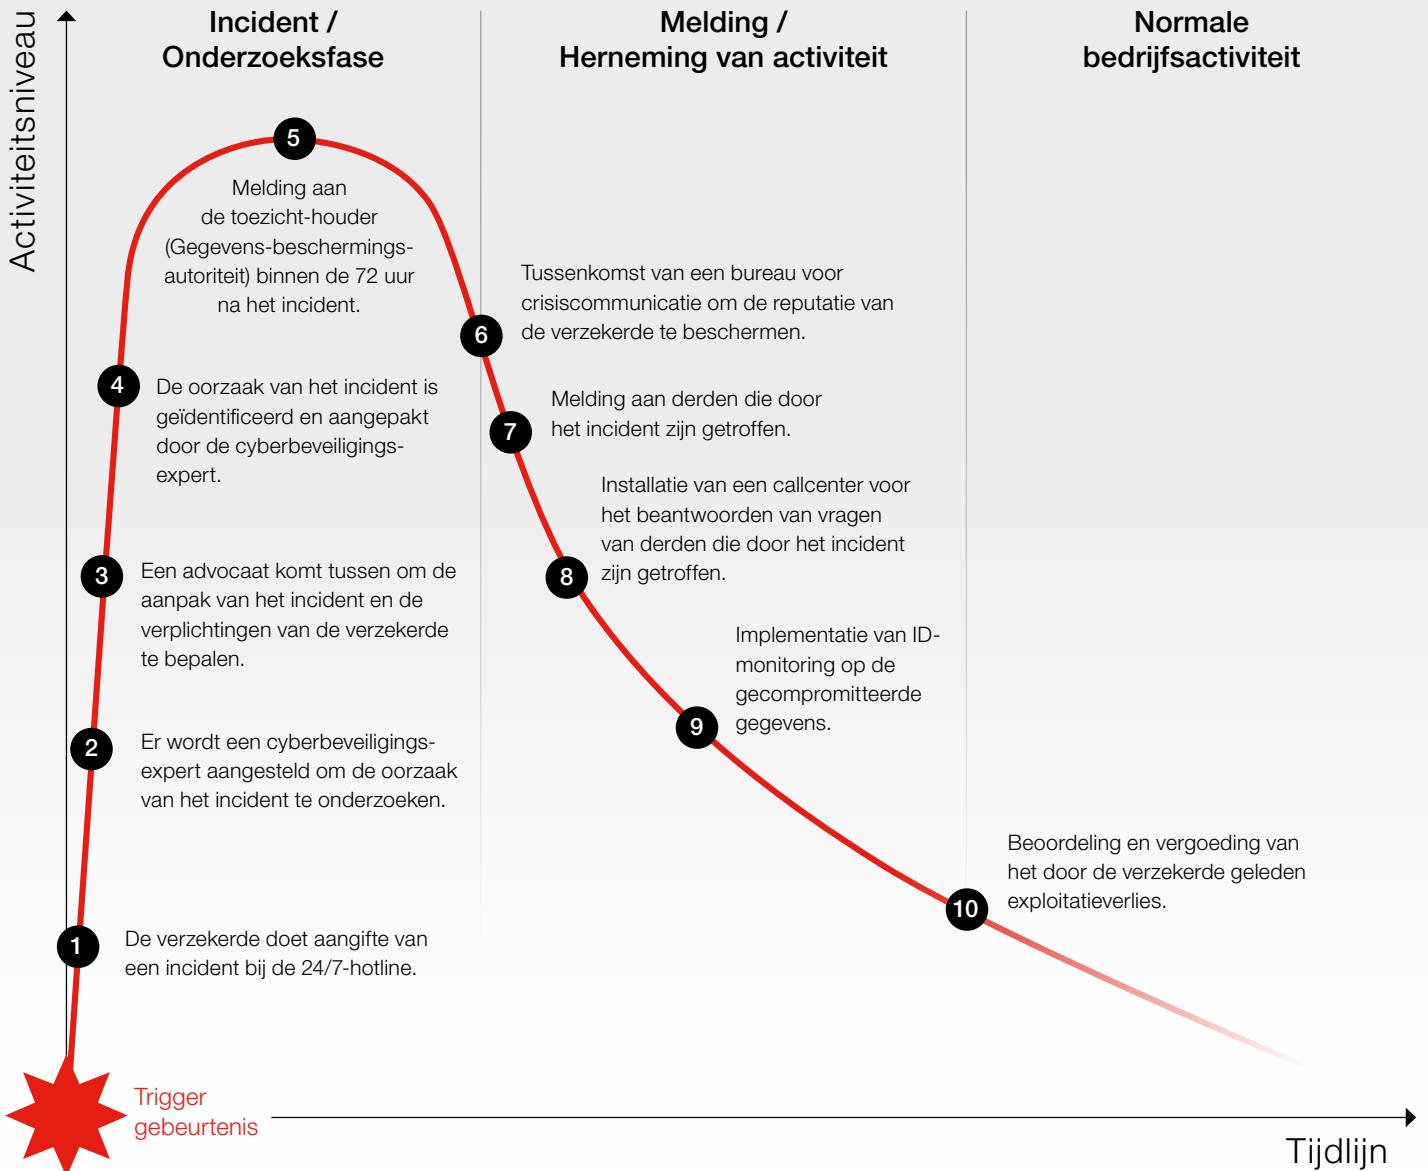 Activiteitsniveau
Incident /
Onderzoeksfase
Melding /
Herneming van activiteit
Normale
bedrijfsactiviteit
5
Melding aan
de toezicht-houder
(Gegevens-beschermings-
autoriteit) binnen de 72 uur
na het incident.
6
Tussenkomst van een bureau voor
crisiscommunicatie om de reputatie van
de verzekerde te beschermen.
4
De oorzaak van het incident is
geïdentificeerd en aangepakt
door de cyberbeveiligings-
expert.
7
Melding aan derden die door
het incident zijn getroffen.
8
Installatie van een callcenter voor
het beantwoorden van vragen
van derden die door het incident
zijn getroffen.
3
Een advocaat komt tussen om de
aanpak van het incident en de
verplichtingen van de verzekerde
te bepalen.
9
Implementatie van ID-
monitoring op de
gecompromitteerde
gegevens.
2
Er wordt een cyberbeveiligings-
expert aangesteld om de oorzaak
van het incident te onderzoeken.
10
Beoordeling en vergoeding van
het door de verzekerde geleden
exploitatieverlies.
1
De verzekerde doet aangifte van
een incident bij de 24/7-hotline.
Trigger
gebeurtenis
Tijdlijn